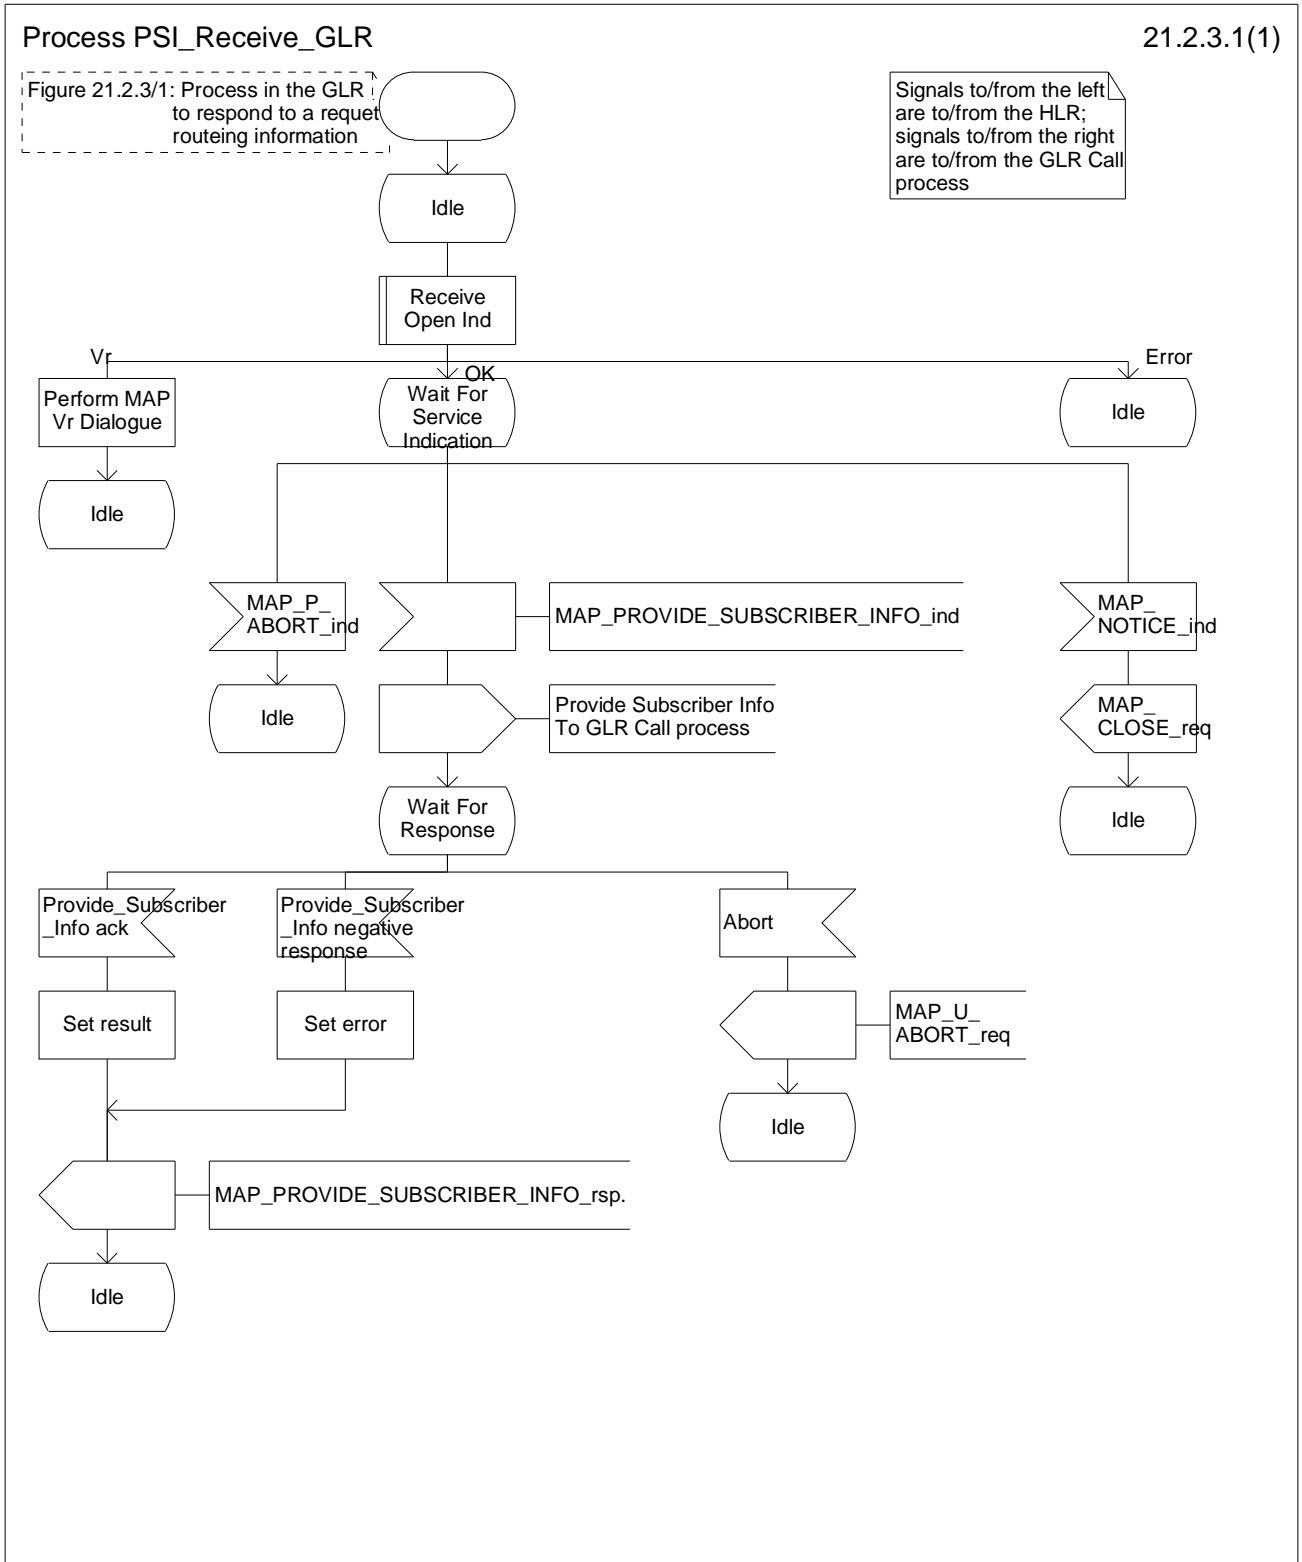 Process PSI_Receive_GLR
21.2.3.1(1)
Figure 21.2.3/1: Process in the GLR
to respond to a requet
routeing information
Signals to/from the left
are to/from the HLR;
signals to/from the right
are to/from the GLR Call
process
Idle
Receive
Open Ind
Vr
OK
Error
Perform MAP
Vr Dialogue
Wait For
Service
Indication
Idle
Idle
MAP_P_
ABORT_ind
MAP_PROVIDE_SUBSCRIBER_INFO_ind
MAP_
NOTICE_ind
Idle
Provide Subscriber Info
To GLR Call process
MAP_
CLOSE_req
Wait For
Response
Idle
Provide_Subscriber
_Info ack
Provide_Subscriber
_Info negative
response
Abort
Set result
Set error
MAP_U_
ABORT_req
Idle
MAP_PROVIDE_SUBSCRIBER_INFO_rsp.
Idle